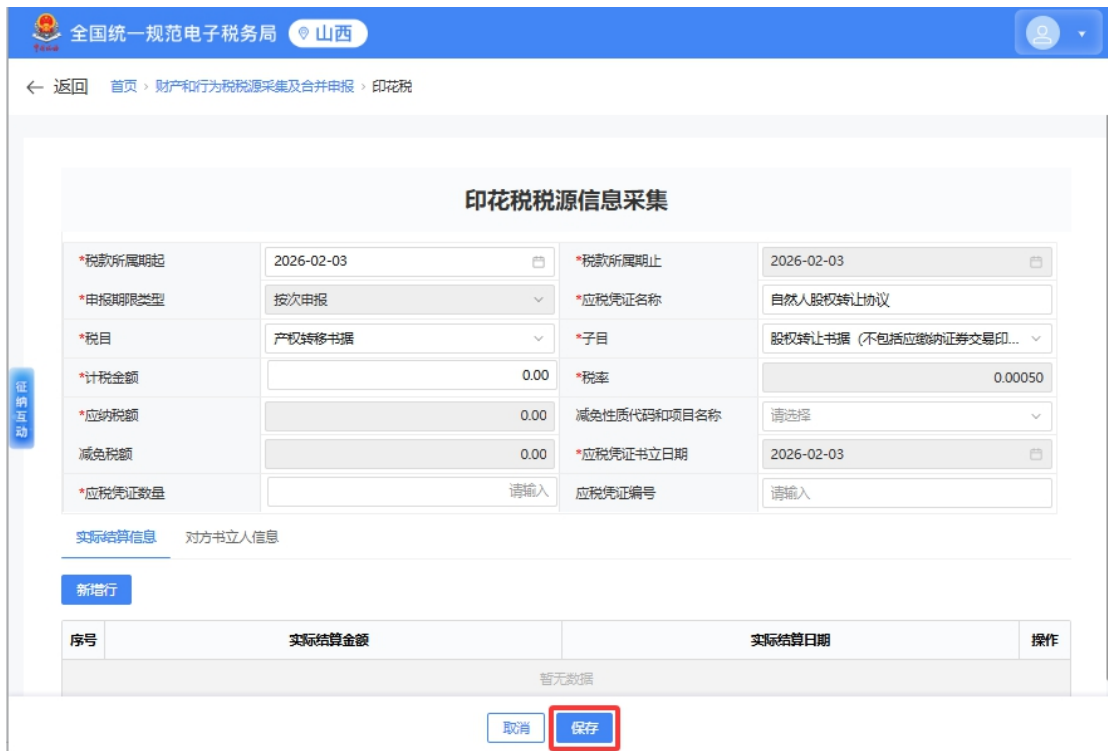 全国统一规范电子税务局 山西
返回 首页 › 财产和行为税税源采集及合并申报 › 印花税
印花税税源信息采集
*税款所属期起 2026-02-03 *税款所属期止 2026-02-03
*申报期限类型 按次申报 *应税凭证名称 自然人股权转让协议
*税目 产权转移书据 *子目 股权转让书据（不包括应缴纳证券交易印...
*计税金额 0.00 *税率 0.00050
*应纳税额 0.00 减免性质代码和项目名称 请选择
减免税额 0.00 *应税凭证书立日期 2026-02-03
*应税凭证数量 请输入 应税凭证编号 请输入
征纳互动
实际结算信息 对方书立人信息
新增行
序号 实际结算金额 实际结算日期 操作
暂无数据
取消 保存